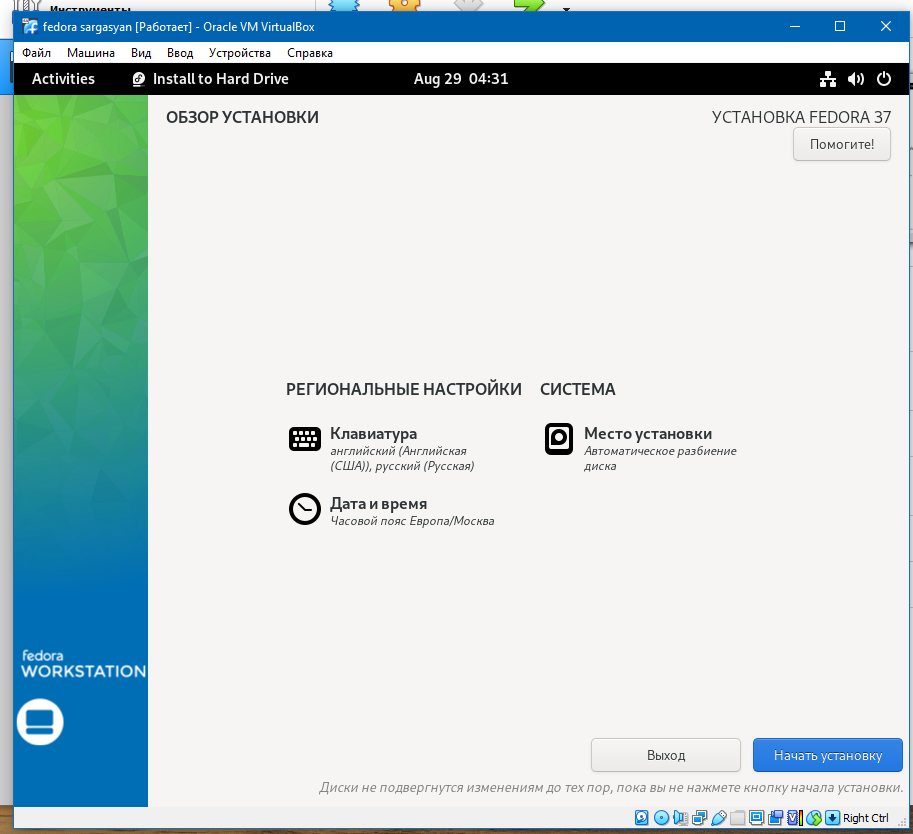 Инструменты
fedora sargasyan [Работает] - Oracle VM VirtualBox
Файл Машина Вид Ввод Устройства Справка
Activities Install to Hard Drive Aug 29 04:31
ОБЗОР УСТАНОВКИ
УСТАНОВКА FEDORA 37
Помогите!
РЕГИОНАЛЬНЫЕ НАСТРОЙКИ
Клавиатура
английский (Английская
(США)), русский (Русская)
Дата и время
Часовой пояс Европа/Москва
СИСТЕМА
Место установки
Автоматическое разбиение
диска
fedora
WORKSTATION
Выход
Начать установку
Диски не подвергнутся изменениям до тех пор, пока вы не нажмете кнопку начала установки.
Right Ctrl